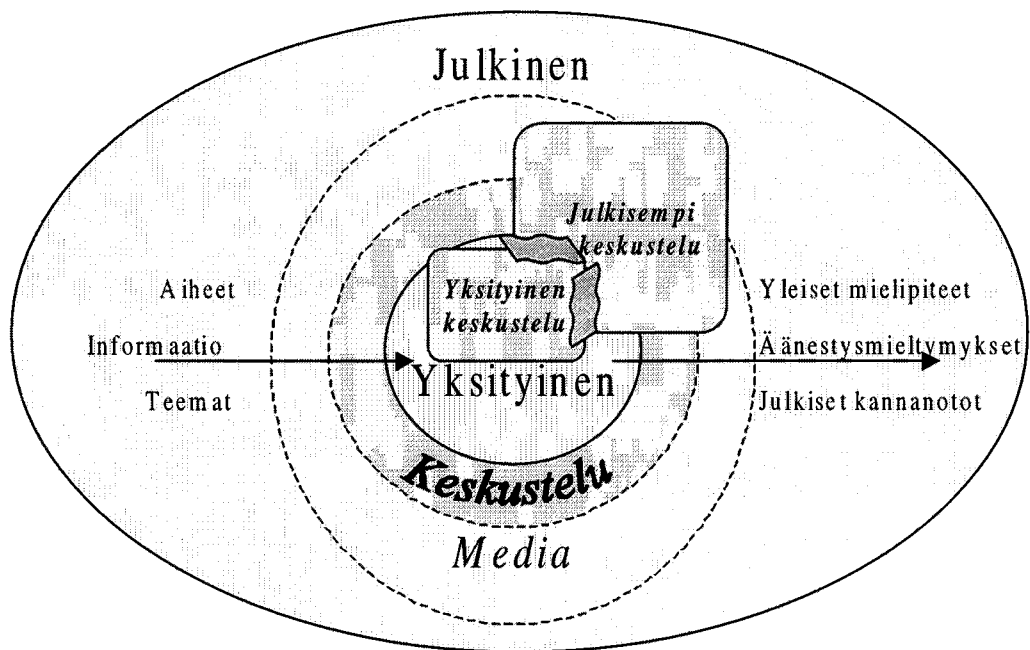 Julkinen
Julkisempi
keskustelu
Aiheet
Yksityinen
keskustelu
Yleiset mielipiteet
Informaatio
Äänestysmieltymykset
Yksityinen
Teemat
Julkiset kannanotot
Keskustelu
Media